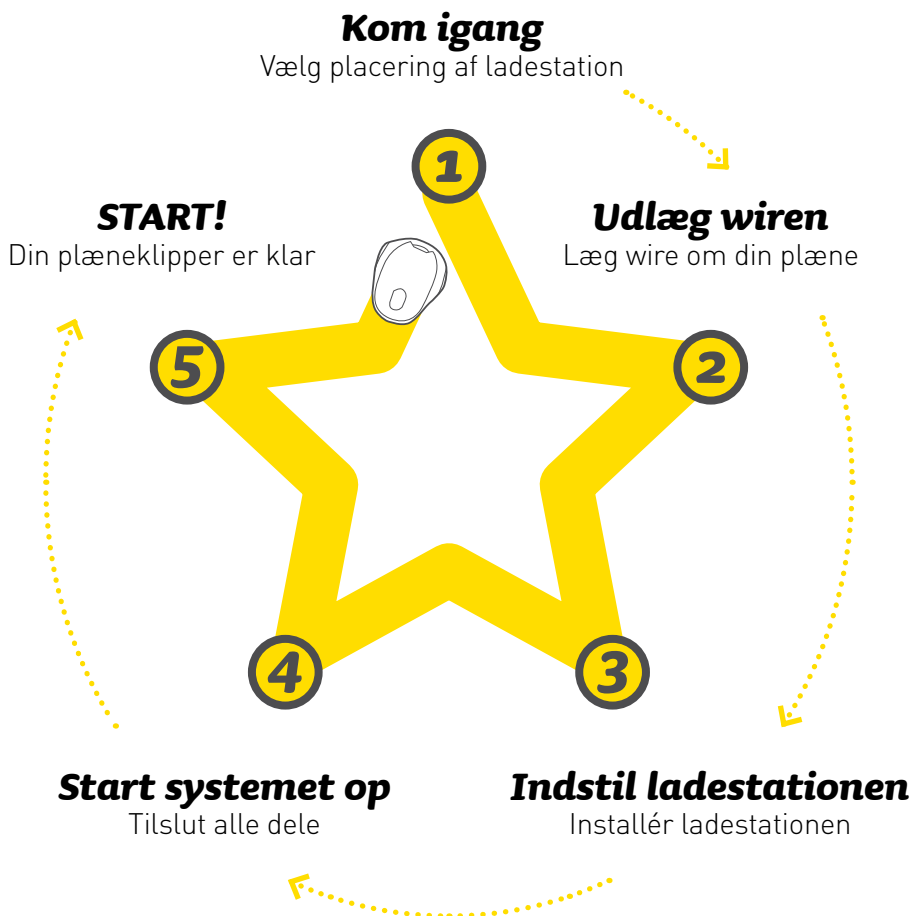 Kom igang
Vælg placering af ladestation
1
Udlæg wiren
Læg wire om din plæne
2
Indstil ladestationen
Installér ladestationen
3
Start systemet op
Tilslut alle dele
4
START!
Din plæneklipper er klar
5